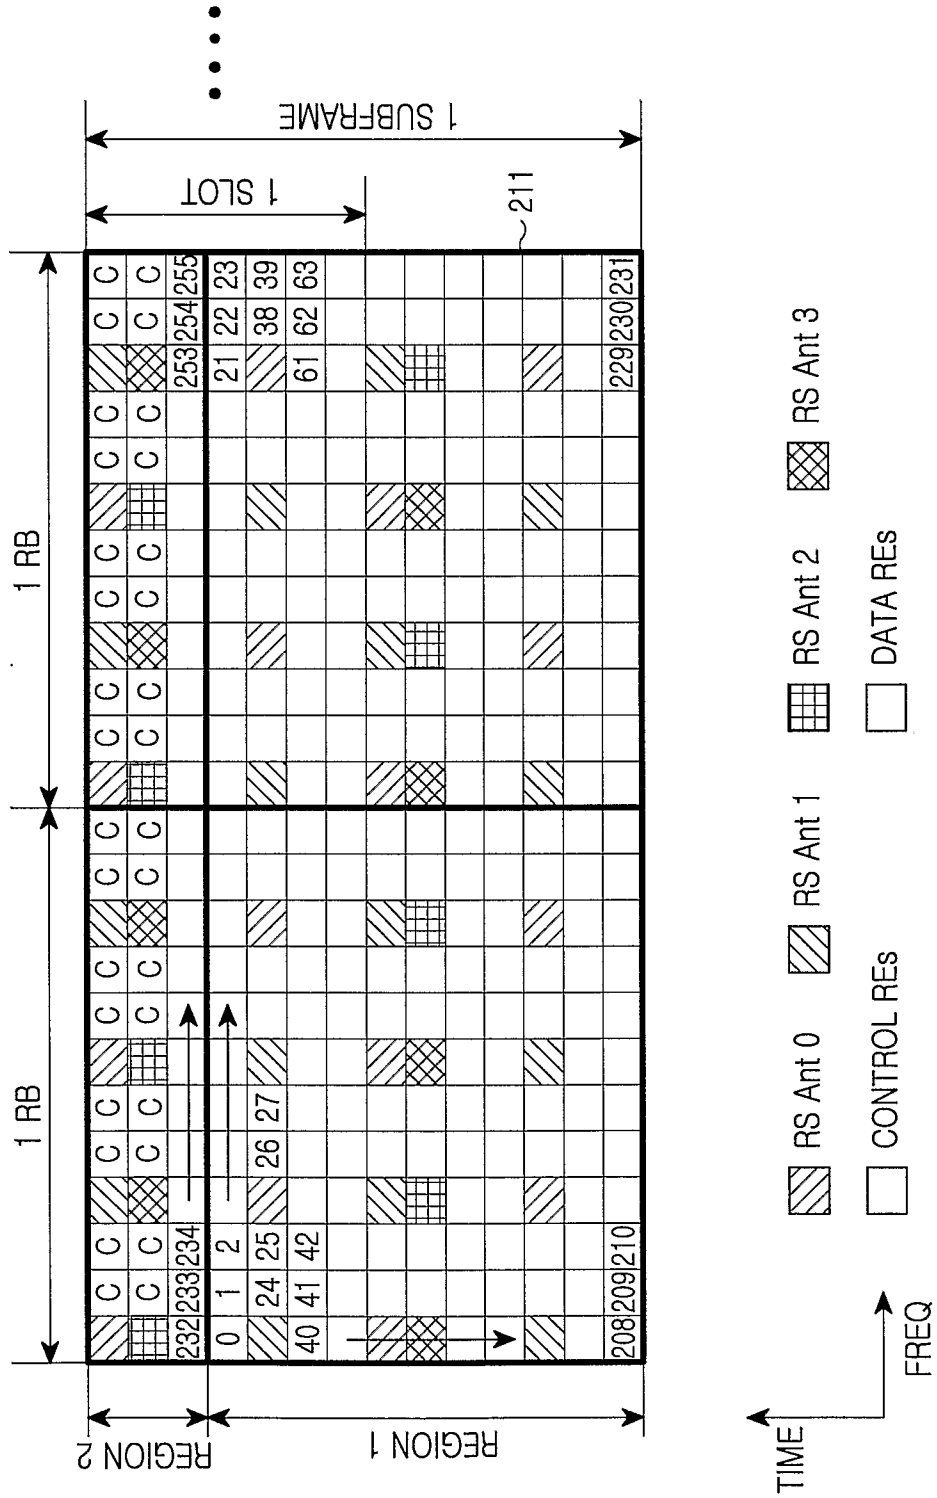 1 RB 1 RB
REGION 2
C C C C C C C C C C C C C C C C
C C C C C C C C C C C C C C C C
232 233 234 253 254 255
REGION 1
0 1 2 21 22 23
24 25 26 27 38 39
40 41 42 61 62 63
208 209 210 229 230 231
1 SLOT
1 SUBFRAME
211
TIME
FREQ
RS Ant 0 RS Ant 1 RS Ant 2 RS Ant 3
CONTROL REs DATA REs